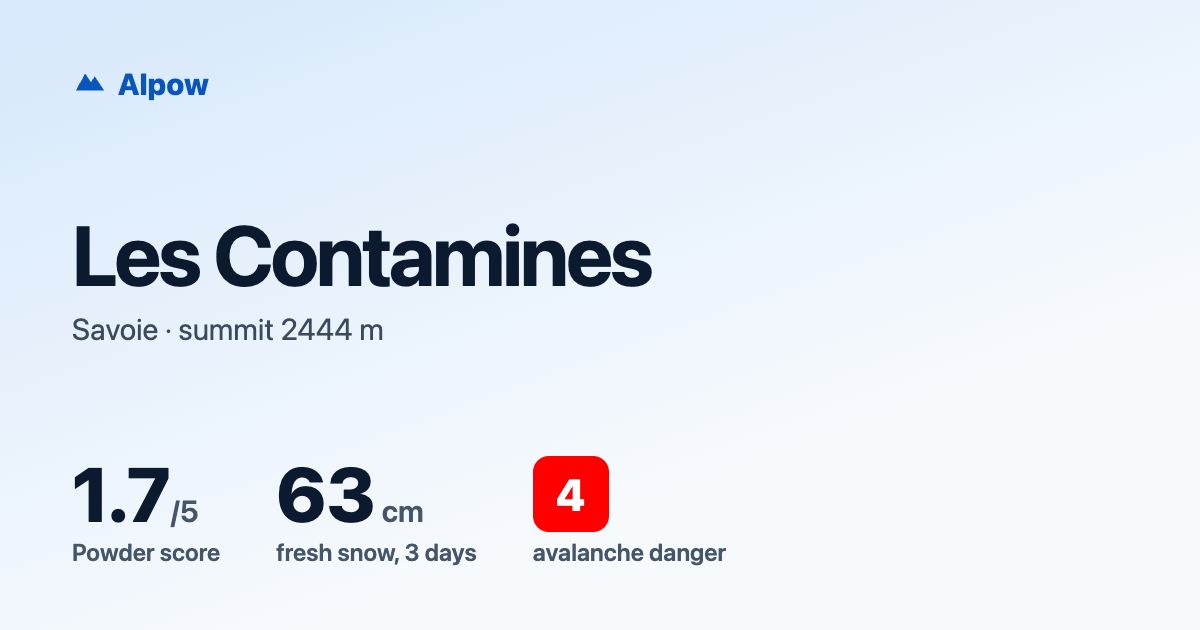 Alpow
Les Contamines
Savoie · summit 2444 m
1.7/5
Powder score
63 cm
fresh snow, 3 days
4
avalanche danger